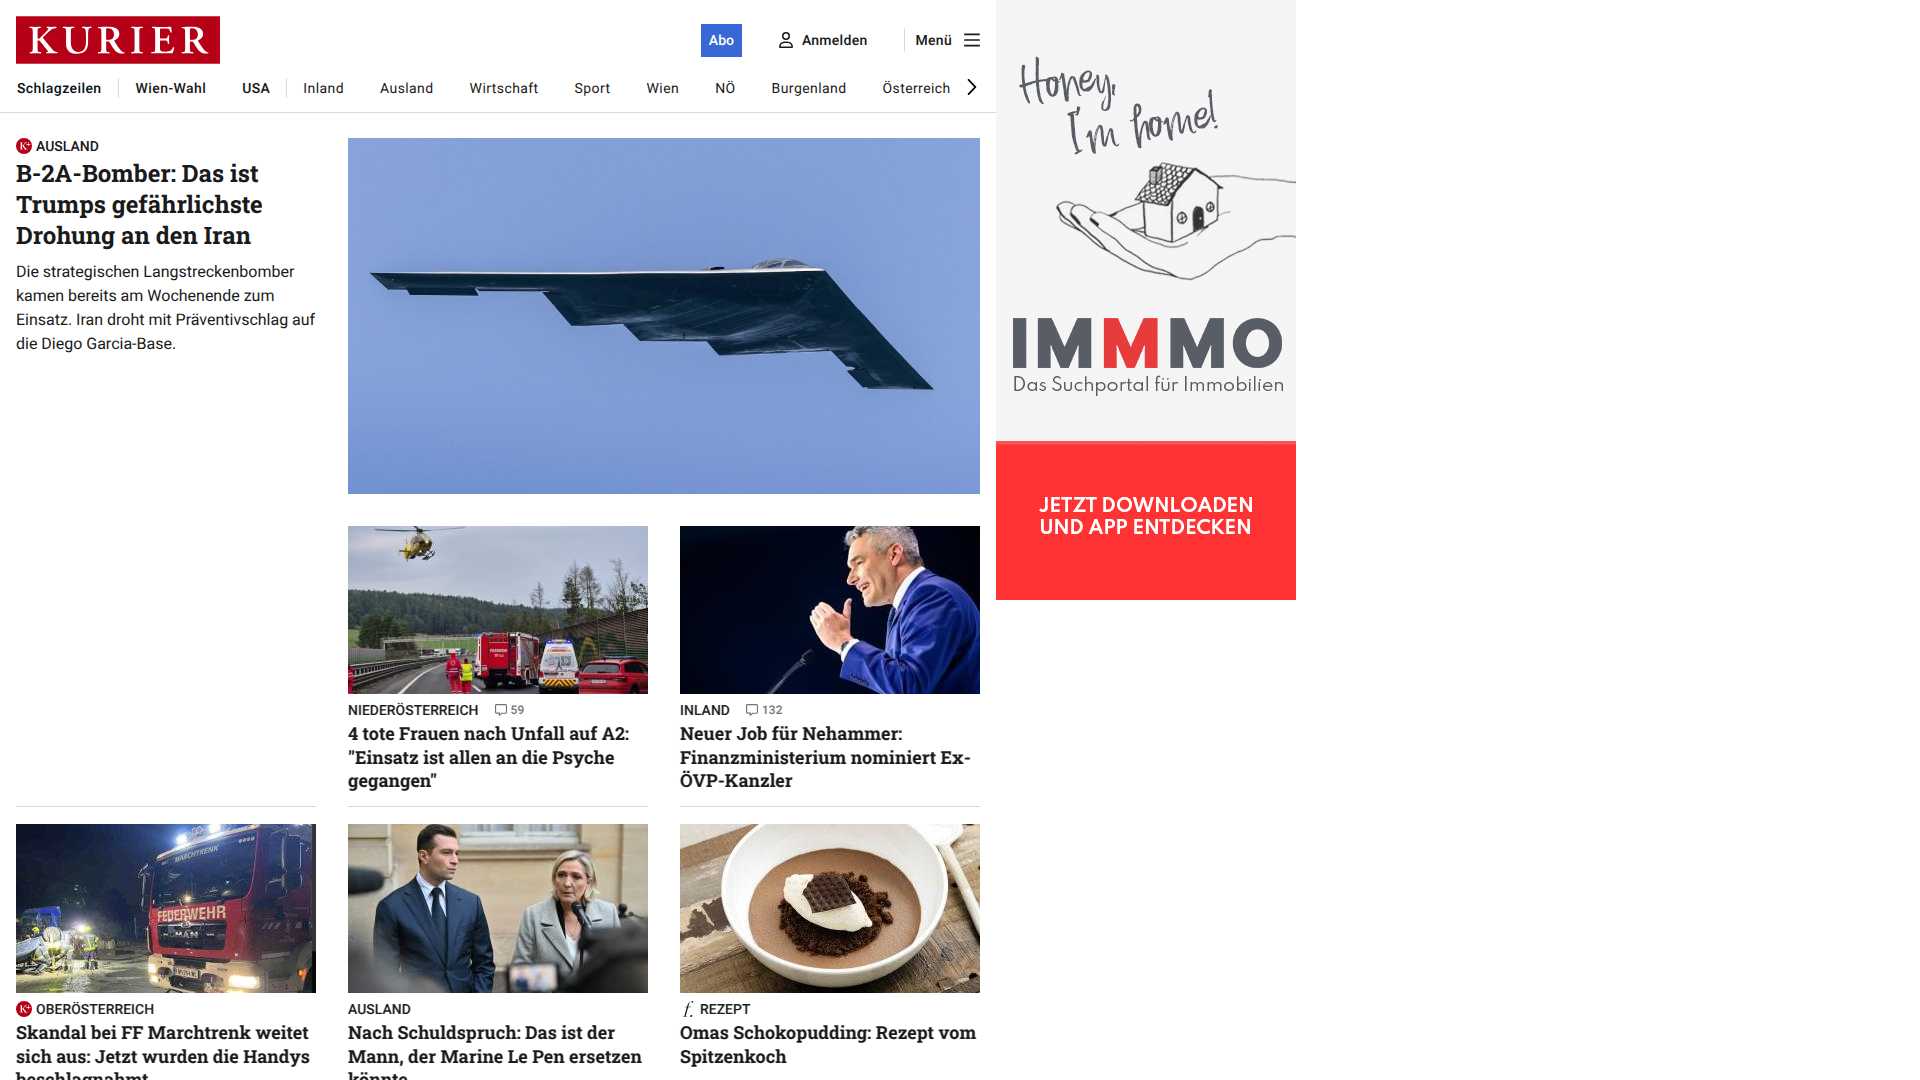 KURIER
Abo
Anmelden
Menü
Schlagzeilen
Wien-Wahl
USA
Inland
Ausland
Wirtschaft
Sport
Wien
NÖ
Burgenland
Österreich
AUSLAND
B-2A-Bomber: Das ist
Trumps gefährlichste
Drohung an den Iran
Die strategischen Langstreckenbomber
kamen bereits am Wochenende zum
Einsatz. Iran droht mit Präventivschlag auf
die Diego Garcia-Base.
Honey,
I'm home!
IMMMO
Das Suchportal für Immobilien
JETZT DOWNLOADEN
UND APP ENTDECKEN
NIEDERÖSTERREICH 59
4 tote Frauen nach Unfall auf A2:
"Einsatz ist allen an die Psyche
gegangen"
INLAND 132
Neuer Job für Nehammer:
Finanzministerium nominiert Ex-
ÖVP-Kanzler
MARCHTRENK
FEUERWEHR
MAN
K+ OBERÖSTERREICH
Skandal bei FF Marchtrenk weitet
sich aus: Jetzt wurden die Handys
beschlagnahmt
AUSLAND
Nach Schuldspruch: Das ist der
Mann, der Marine Le Pen ersetzen
könnte
f. REZEPT
Omas Schokopudding: Rezept vom
Spitzenkoch